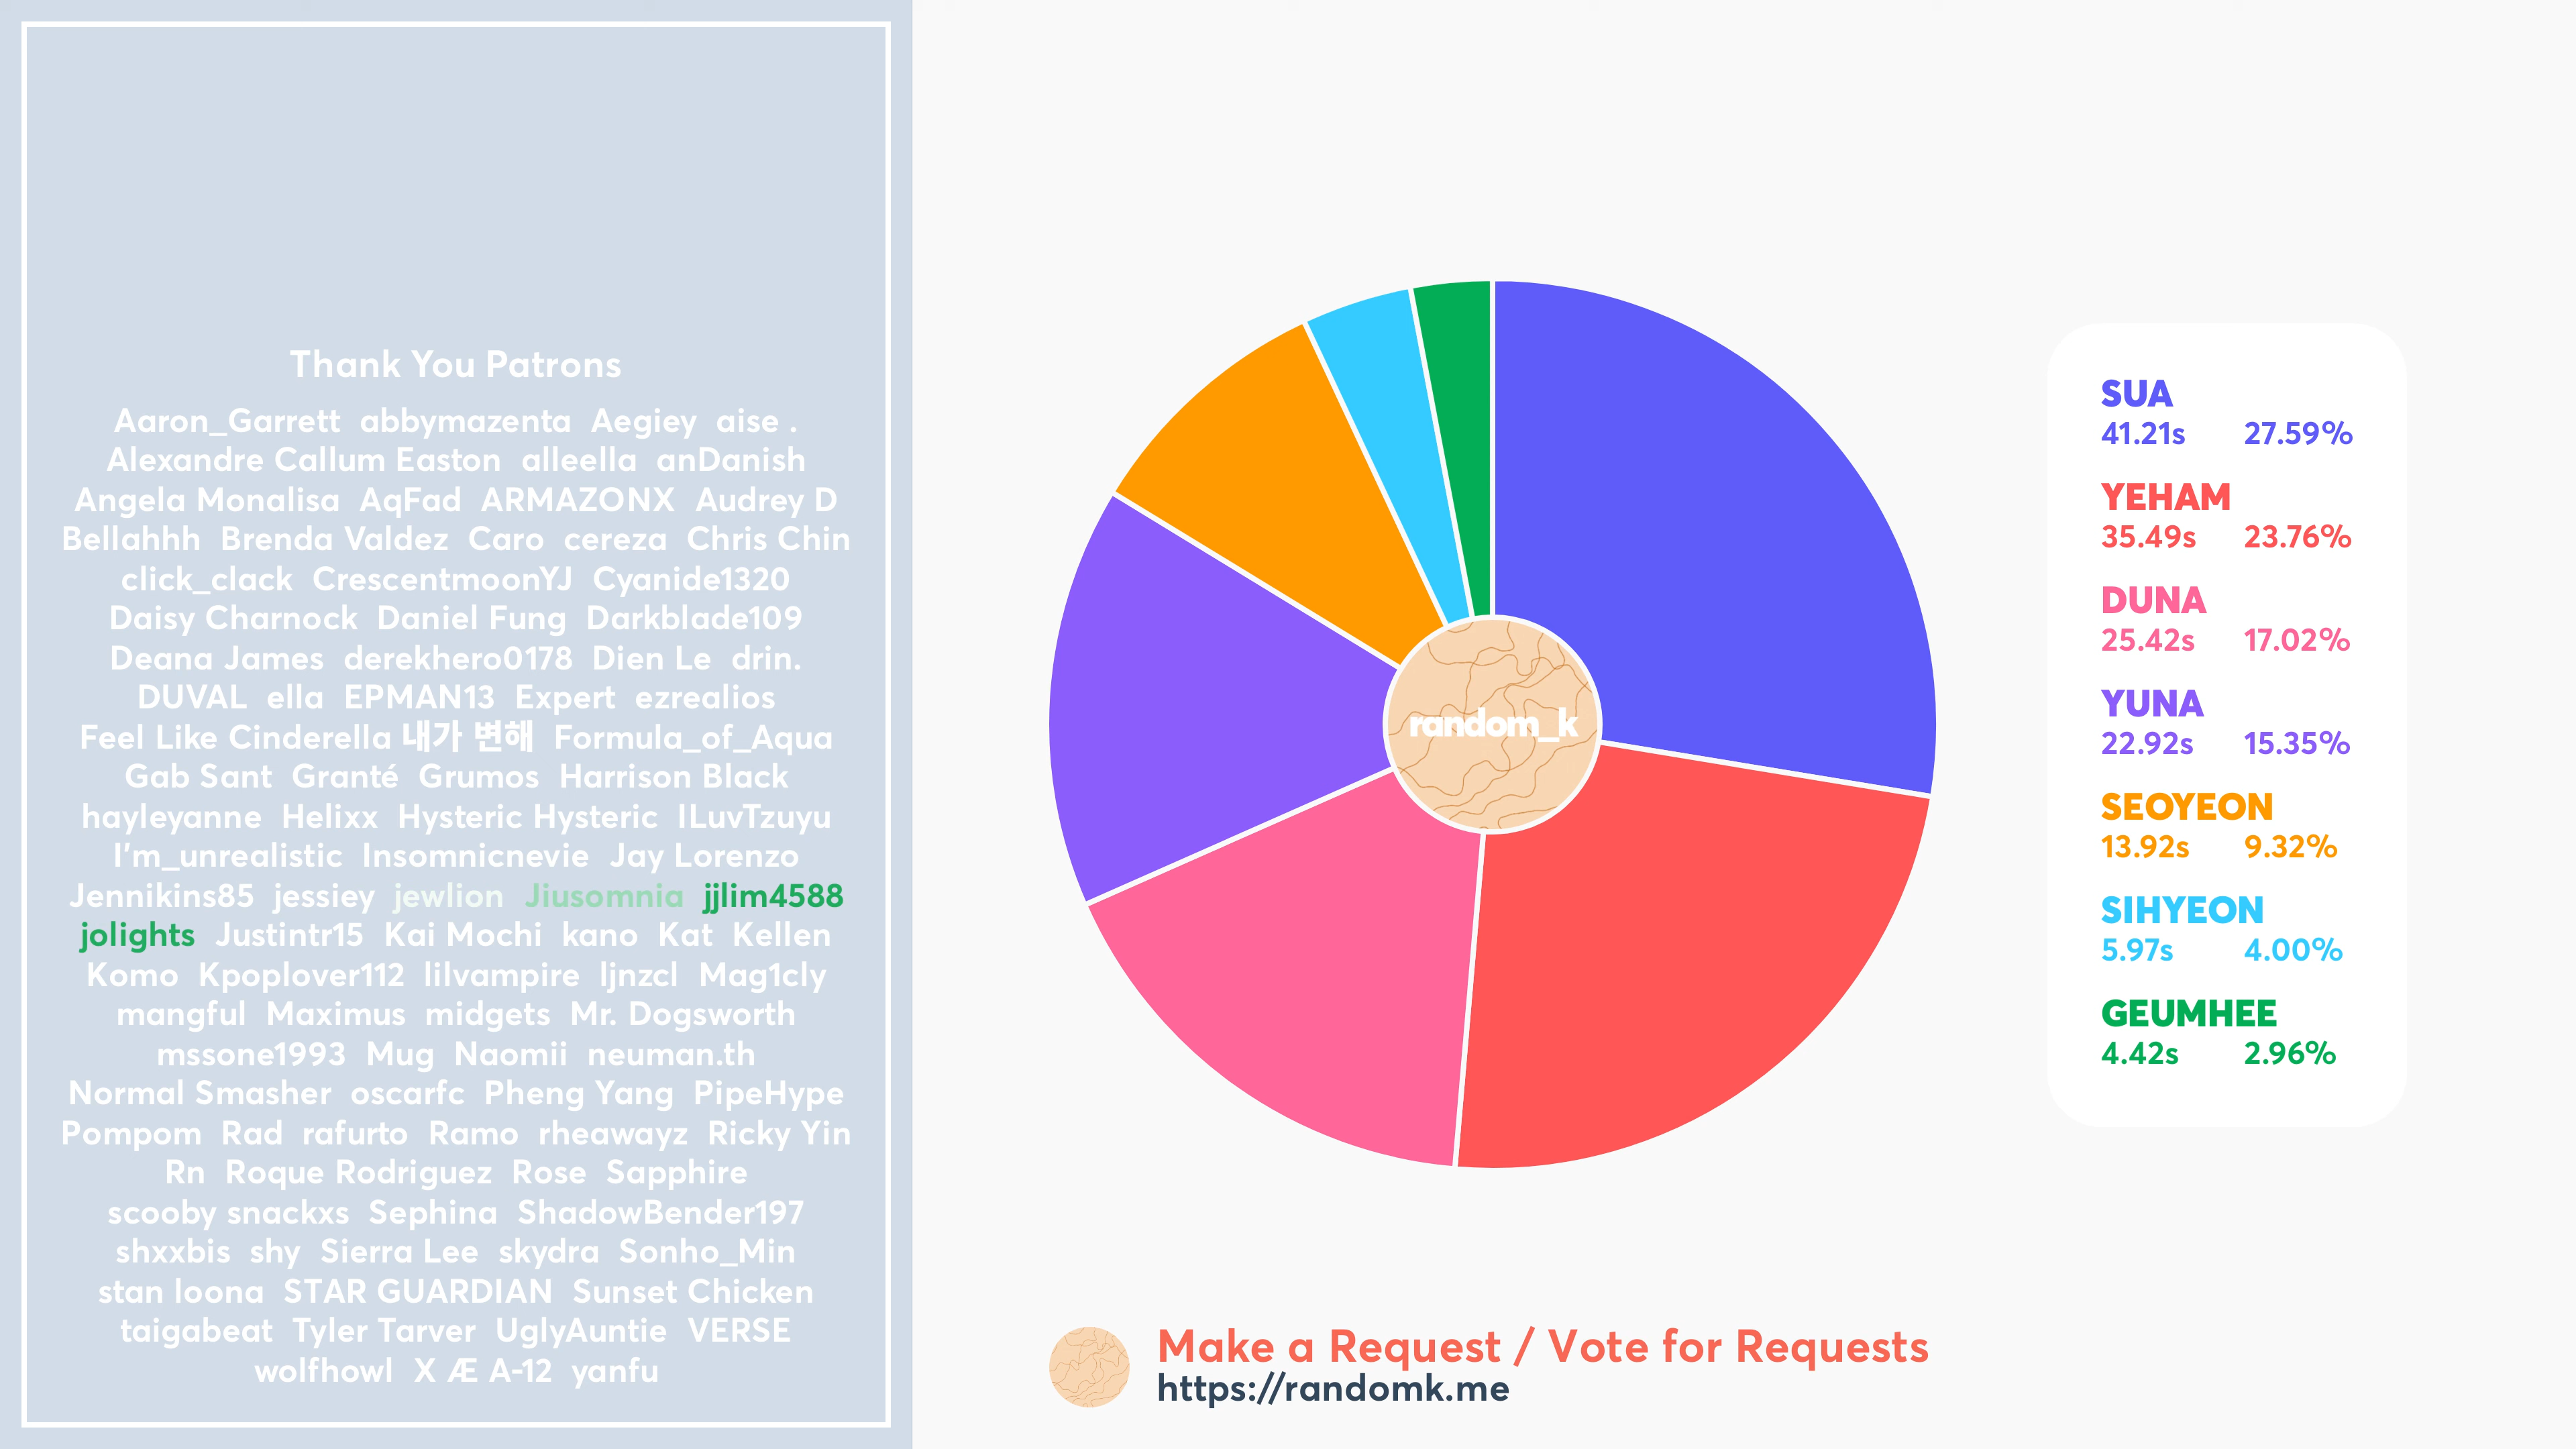 Thank You Patrons
Aaron_Garrett abbymazenta Aegiey aise .
Alexandre Callum Easton alleella anDanish
Angela Monalisa AqFad ARMAZONX Audrey D
Bellahhh Brenda Valdez Caro cereza Chris Chin
click_clack CrescentmoonYJ Cyanide1320
Daisy Charnock Daniel Fung Darkblade109
Deana James derekhero0178 Dien Le drin.
DUVAL ella EPMAN13 Expert ezrealios
Feel Like Cinderella 내가 변해 Formula_of_Aqua
Gab Sant Granté Grumos Harrison Black
hayleyanne Helixx Hysteric Hysteric ILuvTzuyu
I'm_unrealistic Insomnicnevie Jay Lorenzo
Jennikins85 jessiey jewlion Jiusomnia jjlim4588
jolights Justintr15 Kai Mochi kano Kat Kellen
Komo Kpoplover112 lilvampire ljnzcl Mag1cly
mangful Maximus midgets Mr. Dogsworth
mssone1993 Mug Naomii neuman.th
Normal Smasher oscarfc Pheng Yang PipeHype
Pompom Rad rafurto Ramo rheawayz Ricky Yin
Rn Roque Rodriguez Rose Sapphire
scooby snackxs Sephina ShadowBender197
shxxbis shy Sierra Lee skydra Sonho_Min
stan loona STAR GUARDIAN Sunset Chicken
taigabeat Tyler Tarver UglyAuntie VERSE
wolfhowl X Æ A-12 yanfu
random_k
SUA
41.21s 27.59%
YEHAM
35.49s 23.76%
DUNA
25.42s 17.02%
YUNA
22.92s 15.35%
SEOYEON
13.92s 9.32%
SIHYEON
5.97s 4.00%
GEUMHEE
4.42s 2.96%
Make a Request / Vote for Requests
https://randomk.me